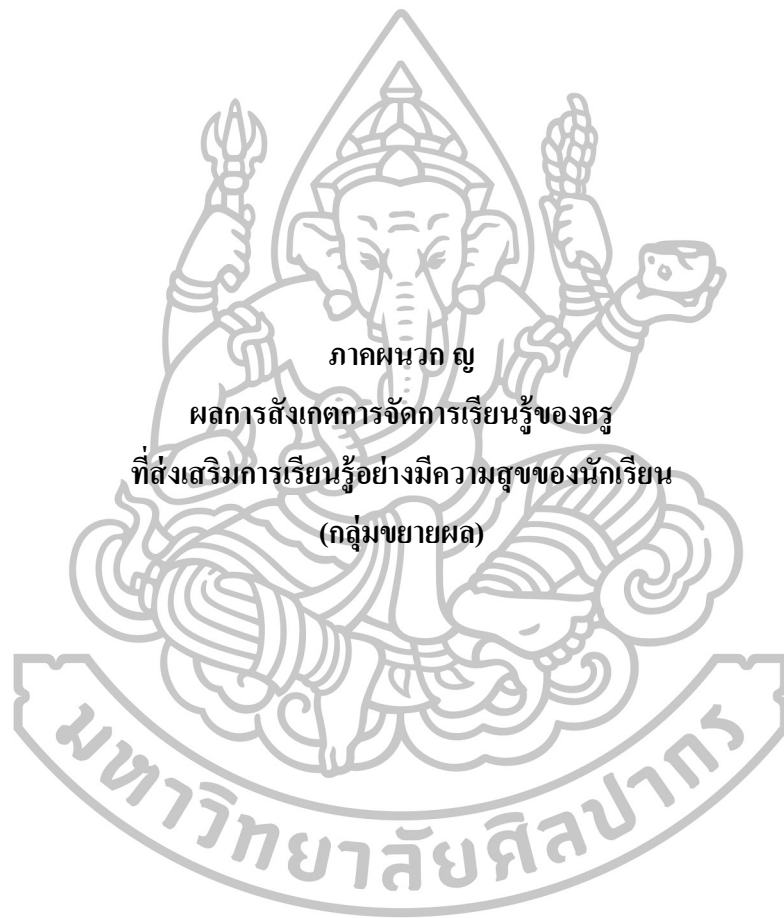 ภาคผนวก ญ
ผลการสังเกตการจัดการเรียนรู้ของครู
ที่ส่งเสริมการเรียนรู้อย่างมีความสุขของนักเรียน
(กลุ่มขยายผล)
มหาวิทยาลัยศิลปากร